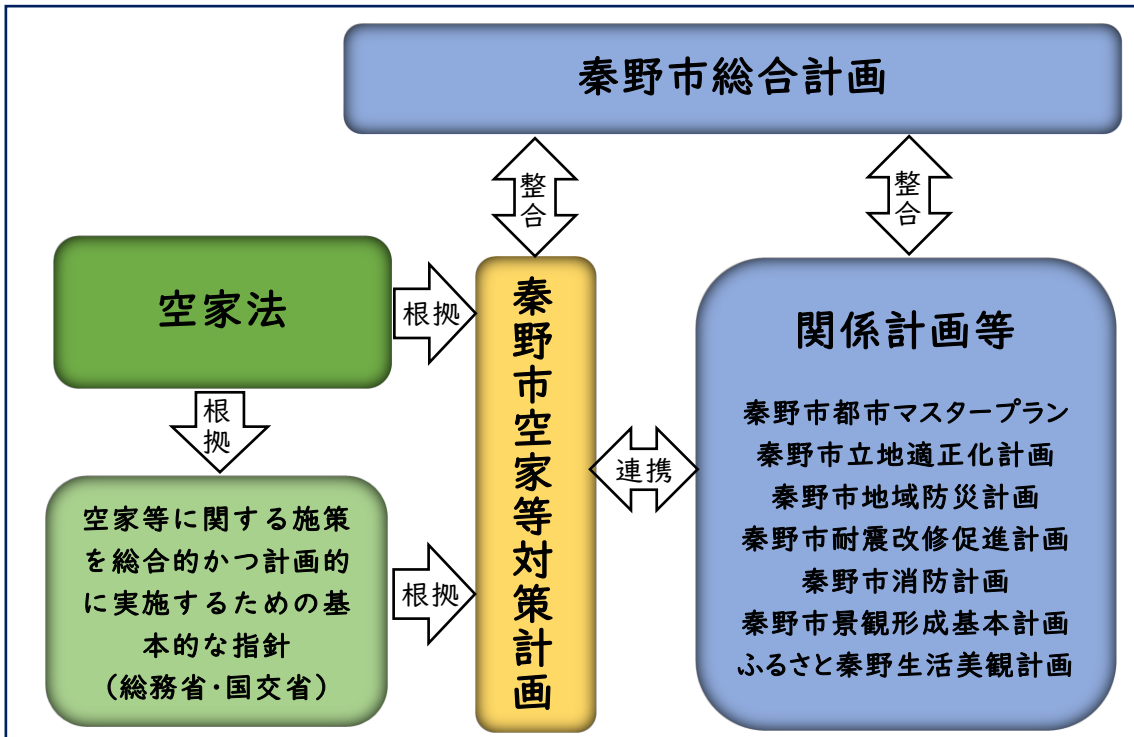 秦野市総合計画
整
合
整
合
空家法
根拠
根
拠
空家等に関する施策
を総合的かつ計画的
に実施するための基
本的な指針
(総務省・国交省)
根拠
秦野市空家等対策計画
連携
関係計画等
秦野市都市マスタープラン
秦野市立地適正化計画
秦野市地域防災計画
秦野市耐震改修促進計画
秦野市消防計画
秦野市景観形成基本計画
ふるさと秦野生活美観計画